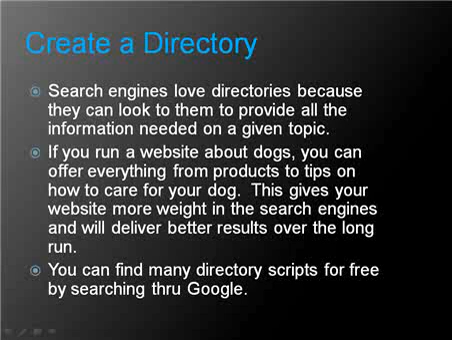 Create a Directory
Search engines love directories because
they can look to them to provide all the
information needed on a given topic.
If you run a website about dogs, you can
offer everything from products to tips on
how to care for your dog.  This gives your
website more weight in the search engines
and will deliver better results over the long
run.
You can find many directory scripts for free
by searching thru Google.